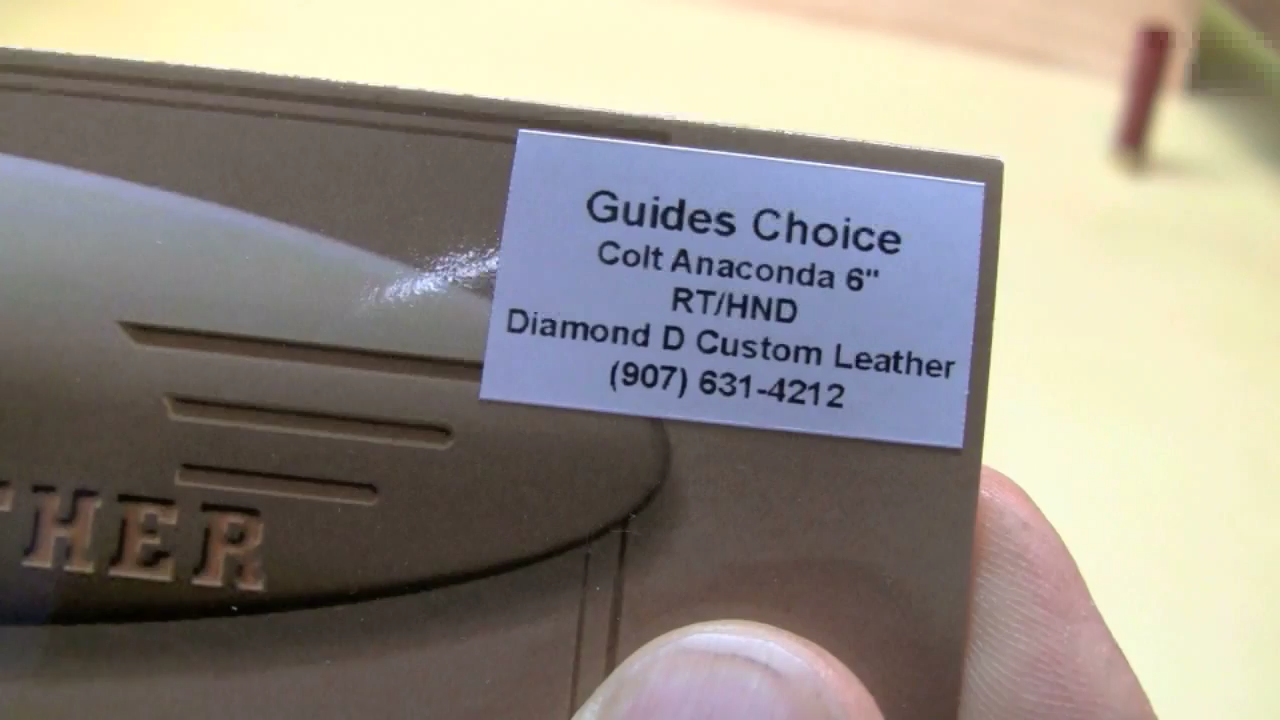 Guides Choice
Colt Anaconda 6"
RT/HND
Diamond D Custom Leather
(907) 631-4212
THER